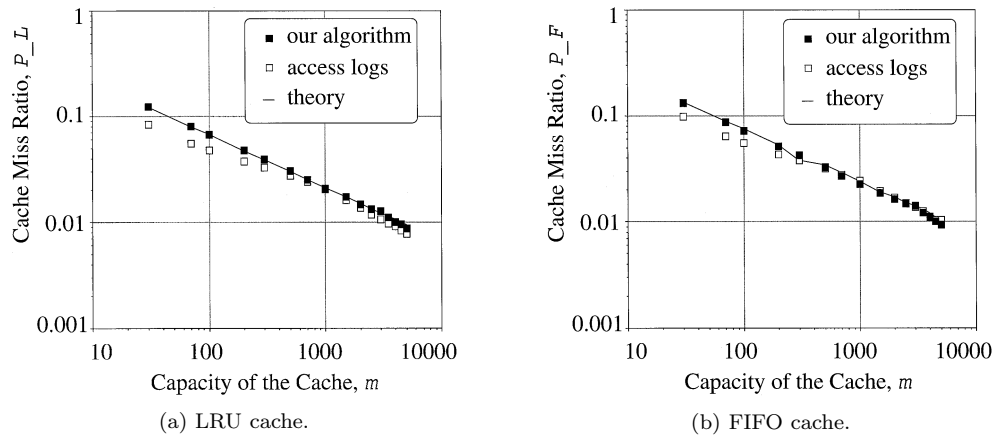 1
0.1
0.01
0.001
Cache Miss Ratio, P_L
our algorithm
access logs
theory
10 100 1000 10000
Capacity of the Cache, m
(a) LRU cache.
1
0.1
0.01
0.001
Cache Miss Ratio, P_F
our algorithm
access logs
theory
10 100 1000 10000
Capacity of the Cache, m
(b) FIFO cache.